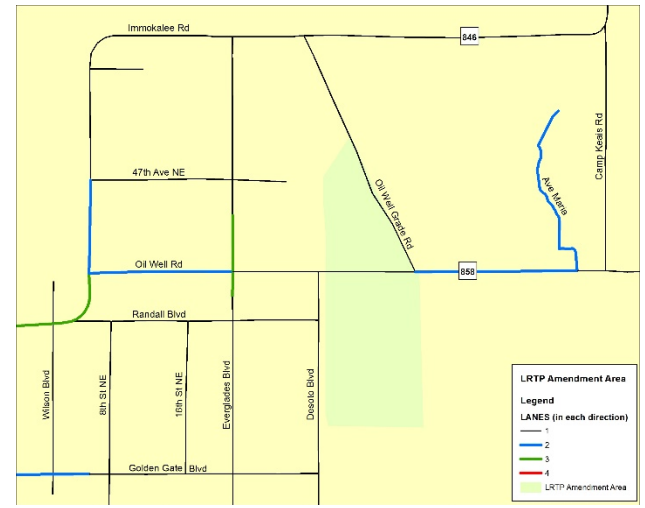 Immokalee Rd
846
47th Ave NE
Oil Well Grade Rd
Ave Maria
Camp Keais Rd
Oil Well Rd
858
Randall Blvd
Wilson Blvd
8th St NE
16th St NE
Everglades Blvd
Desoto Blvd
Golden Gate Blvd
LRTP Amendment Area
Legend
LANES (in each direction)
1
2
3
4
LRTP Amendment Area